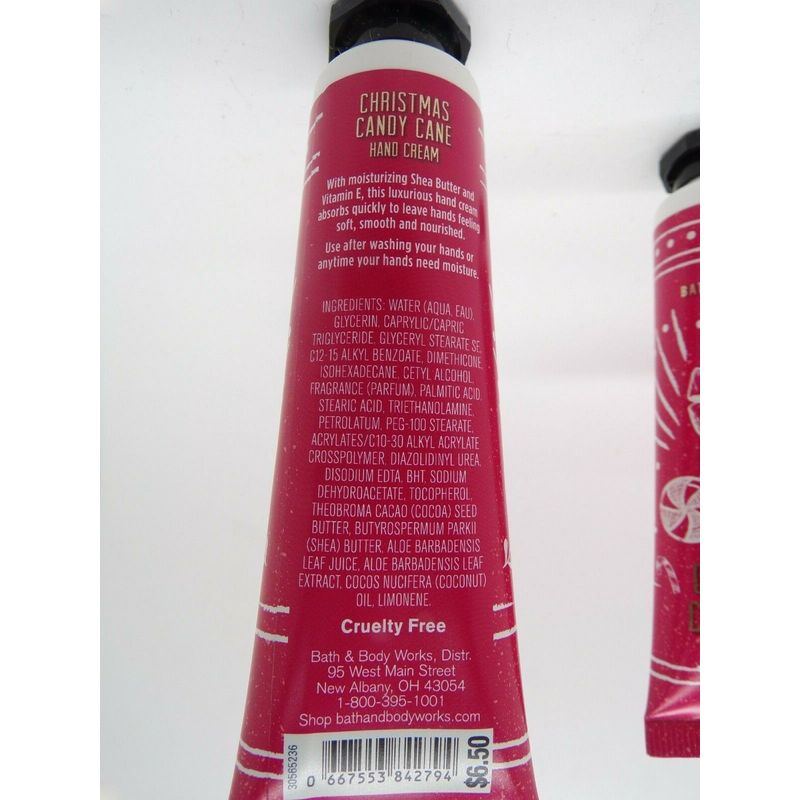 CHRISTMAS
CANDY CANE
HAND CREAM
With moisturizing Shea Butter and
Vitamin E, this luxurious hand cream
absorbs quickly to leave hands feeling
soft, smooth and nourished.
Use after washing your hands or
anytime your hands need moisture.
INGREDIENTS: WATER (AQUA, EAU),
GLYCERIN, CAPRYLIC/CAPRIC
TRIGLYCERIDE, GLYCERYL STEARATE SE,
C12-15 ALKYL BENZOATE, DIMETHICONE,
ISOHEXADECANE, CETYL ALCOHOL,
FRAGRANCE (PARFUM), PALMITIC ACID,
STEARIC ACID, TRIETHANOLAMINE,
PETROLATUM, PEG-100 STEARATE,
ACRYLATES/C10-30 ALKYL ACRYLATE
CROSSPOLYMER, DIAZOLIDINYL UREA,
DISODIUM EDTA, BHT, SODIUM
DEHYDROACETATE, TOCOPHEROL,
THEOBROMA CACAO (COCOA) SEED
BUTTER, BUTYROSPERMUM PARKII
(SHEA) BUTTER, ALOE BARBADENSIS
LEAF JUICE, ALOE BARBADENSIS LEAF
EXTRACT, COCOS NUCIFERA (COCONUT)
OIL, LIMONENE.
Cruelty Free
Bath & Body Works, Distr.
95 West Main Street
New Albany, OH 43054
1-800-395-1001
Shop bathandbodyworks.com
30565236
0 667553 842794
$6.50
BA